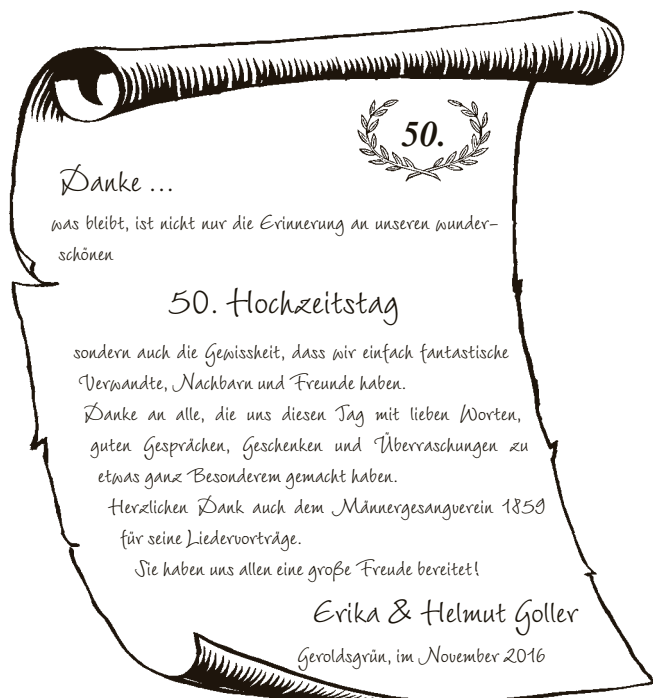 50.
Danke ...
was bleibt, ist nicht nur die Erinnerung an unseren wunder-
schönen
50. Hochzeitstag
sondern auch die Gewissheit, dass wir einfach fantastische
Verwandte, Nachbarn und Freunde haben.
Danke an alle, die uns diesen Tag mit lieben Worten,
guten Gesprächen, Geschenken und Überraschungen zu
etwas ganz Besonderem gemacht haben.
Herzlichen Dank auch dem Männergesangverein 1859
für seine Liedervorträge.
Sie haben uns allen eine große Freude bereitet!
Erika & Helmut Goller
Geroldsgrün, im November 2016